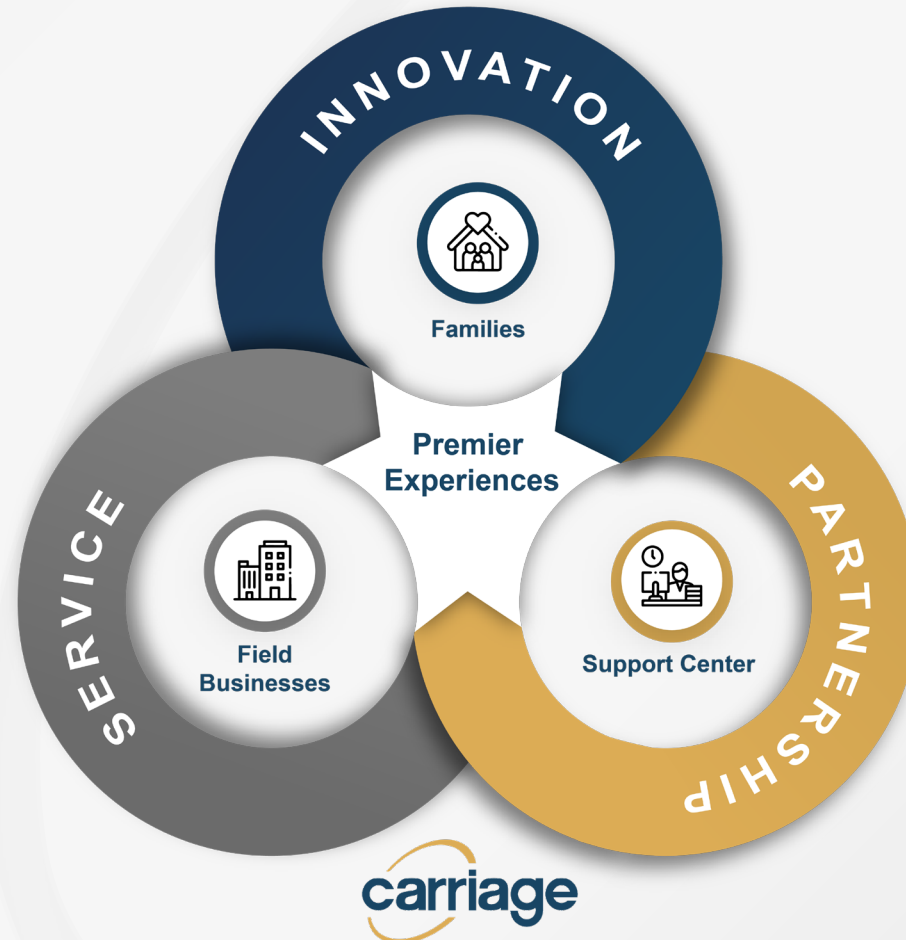 INNOVATION
Families
Premier
Experiences
SERVICE
Field
Businesses
PARTNERSHIP
Support Center
carriage